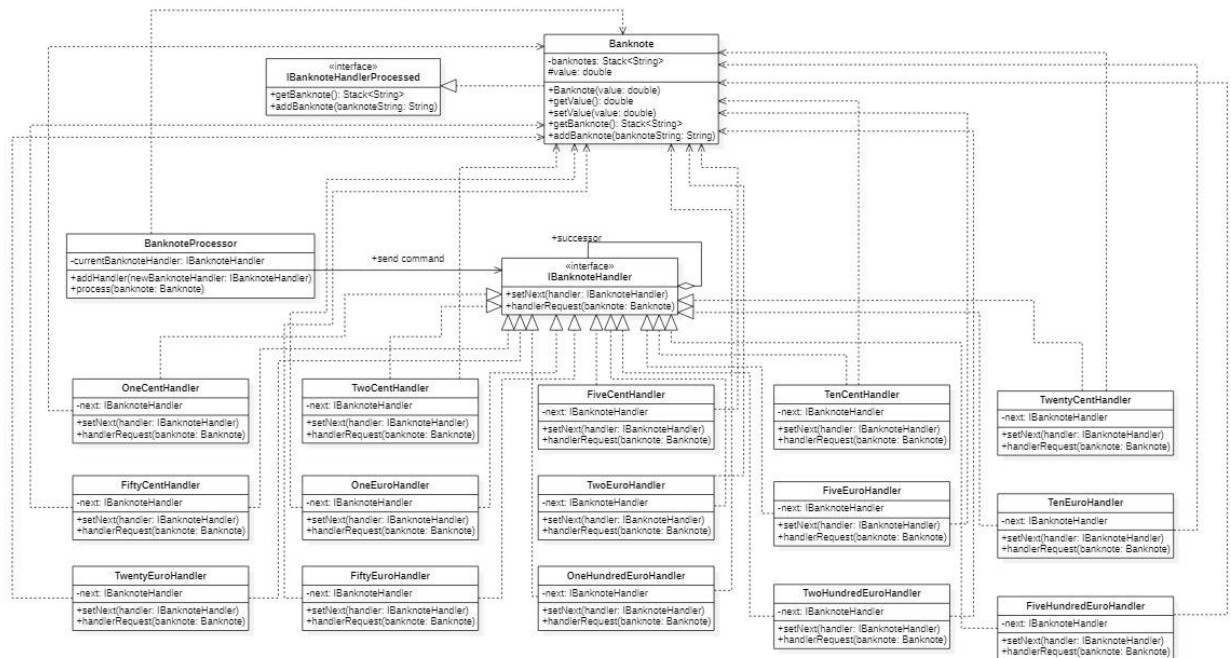 Banknote
-banknotes: Stack<String>
#value: double
+Banknote(value: double)
+getValue(): double
+setValue(value: double)
+getBanknote(): Stack<String>
+addBanknote(banknoteString: String)
«interface»
IBanknoteHandlerProcessed
+getBanknote(): Stack<String>
+addBanknote(banknoteString: String)
BanknoteProcessor
-currentBanknoteHandler: IBanknoteHandler
+addHandler(newBanknoteHandler: IBanknoteHandler)
+process(banknote: Banknote)
+send command
+successor
«interface»
IBanknoteHandler
+setNext(handler: IBanknoteHandler)
+handlerRequest(banknote: Banknote)
OneCentHandler
-next: IBanknoteHandler
+setNext(handler: IBanknoteHandler)
+handlerRequest(banknote: Banknote)
TwoCentHandler
-next: IBanknoteHandler
+setNext(handler: IBanknoteHandler)
+handlerRequest(banknote: Banknote)
FiveCentHandler
-next: IBanknoteHandler
+setNext(handler: IBanknoteHandler)
+handlerRequest(banknote: Banknote)
TenCentHandler
-next: IBanknoteHandler
+setNext(handler: IBanknoteHandler)
+handlerRequest(banknote: Banknote)
TwentyCentHandler
-next: IBanknoteHandler
+setNext(handler: IBanknoteHandler)
+handlerRequest(banknote: Banknote)
FiftyCentHandler
-next: IBanknoteHandler
+setNext(handler: IBanknoteHandler)
+handlerRequest(banknote: Banknote)
OneEuroHandler
-next: IBanknoteHandler
+setNext(handler: IBanknoteHandler)
+handlerRequest(banknote: Banknote)
TwoEuroHandler
-next: IBanknoteHandler
+setNext(handler: IBanknoteHandler)
+handlerRequest(banknote: Banknote)
FiveEuroHandler
-next: IBanknoteHandler
+setNext(handler: IBanknoteHandler)
+handlerRequest(banknote: Banknote)
TenEuroHandler
-next: IBanknoteHandler
+setNext(handler: IBanknoteHandler)
+handlerRequest(banknote: Banknote)
TwentyEuroHandler
-next: IBanknoteHandler
+setNext(handler: IBanknoteHandler)
+handlerRequest(banknote: Banknote)
FiftyEuroHandler
-next: IBanknoteHandler
+setNext(handler: IBanknoteHandler)
+handlerRequest(banknote: Banknote)
OneHundredEuroHandler
-next: IBanknoteHandler
+setNext(handler: IBanknoteHandler)
+handlerRequest(banknote: Banknote)
TwoHundredEuroHandler
-next: IBanknoteHandler
+setNext(handler: IBanknoteHandler)
+handlerRequest(banknote: Banknote)
FiveHundredEuroHandler
-next: IBanknoteHandler
+setNext(handler: IBanknoteHandler)
+handlerRequest(banknote: Banknote)